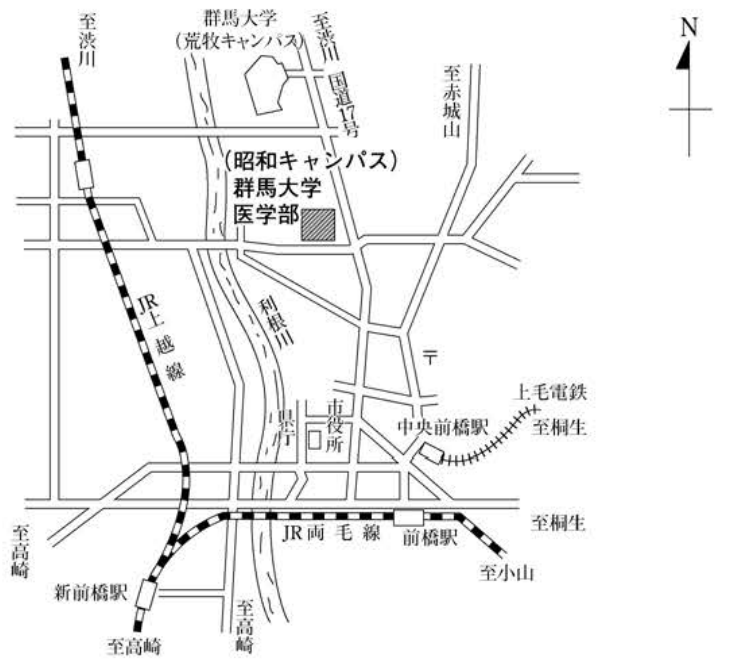 群馬大学
(荒牧キャンパス)
至渋川
至渋川
国道17号
至赤城山
N
(昭和キャンパス)
群馬大学
医学部
JR上越線
利根川
〒
上毛電鉄
至桐生
中央前橋駅
市役所
県庁
至高崎
JR両毛線
前橋駅
至桐生
至小山
新前橋駅
至高崎
至高崎